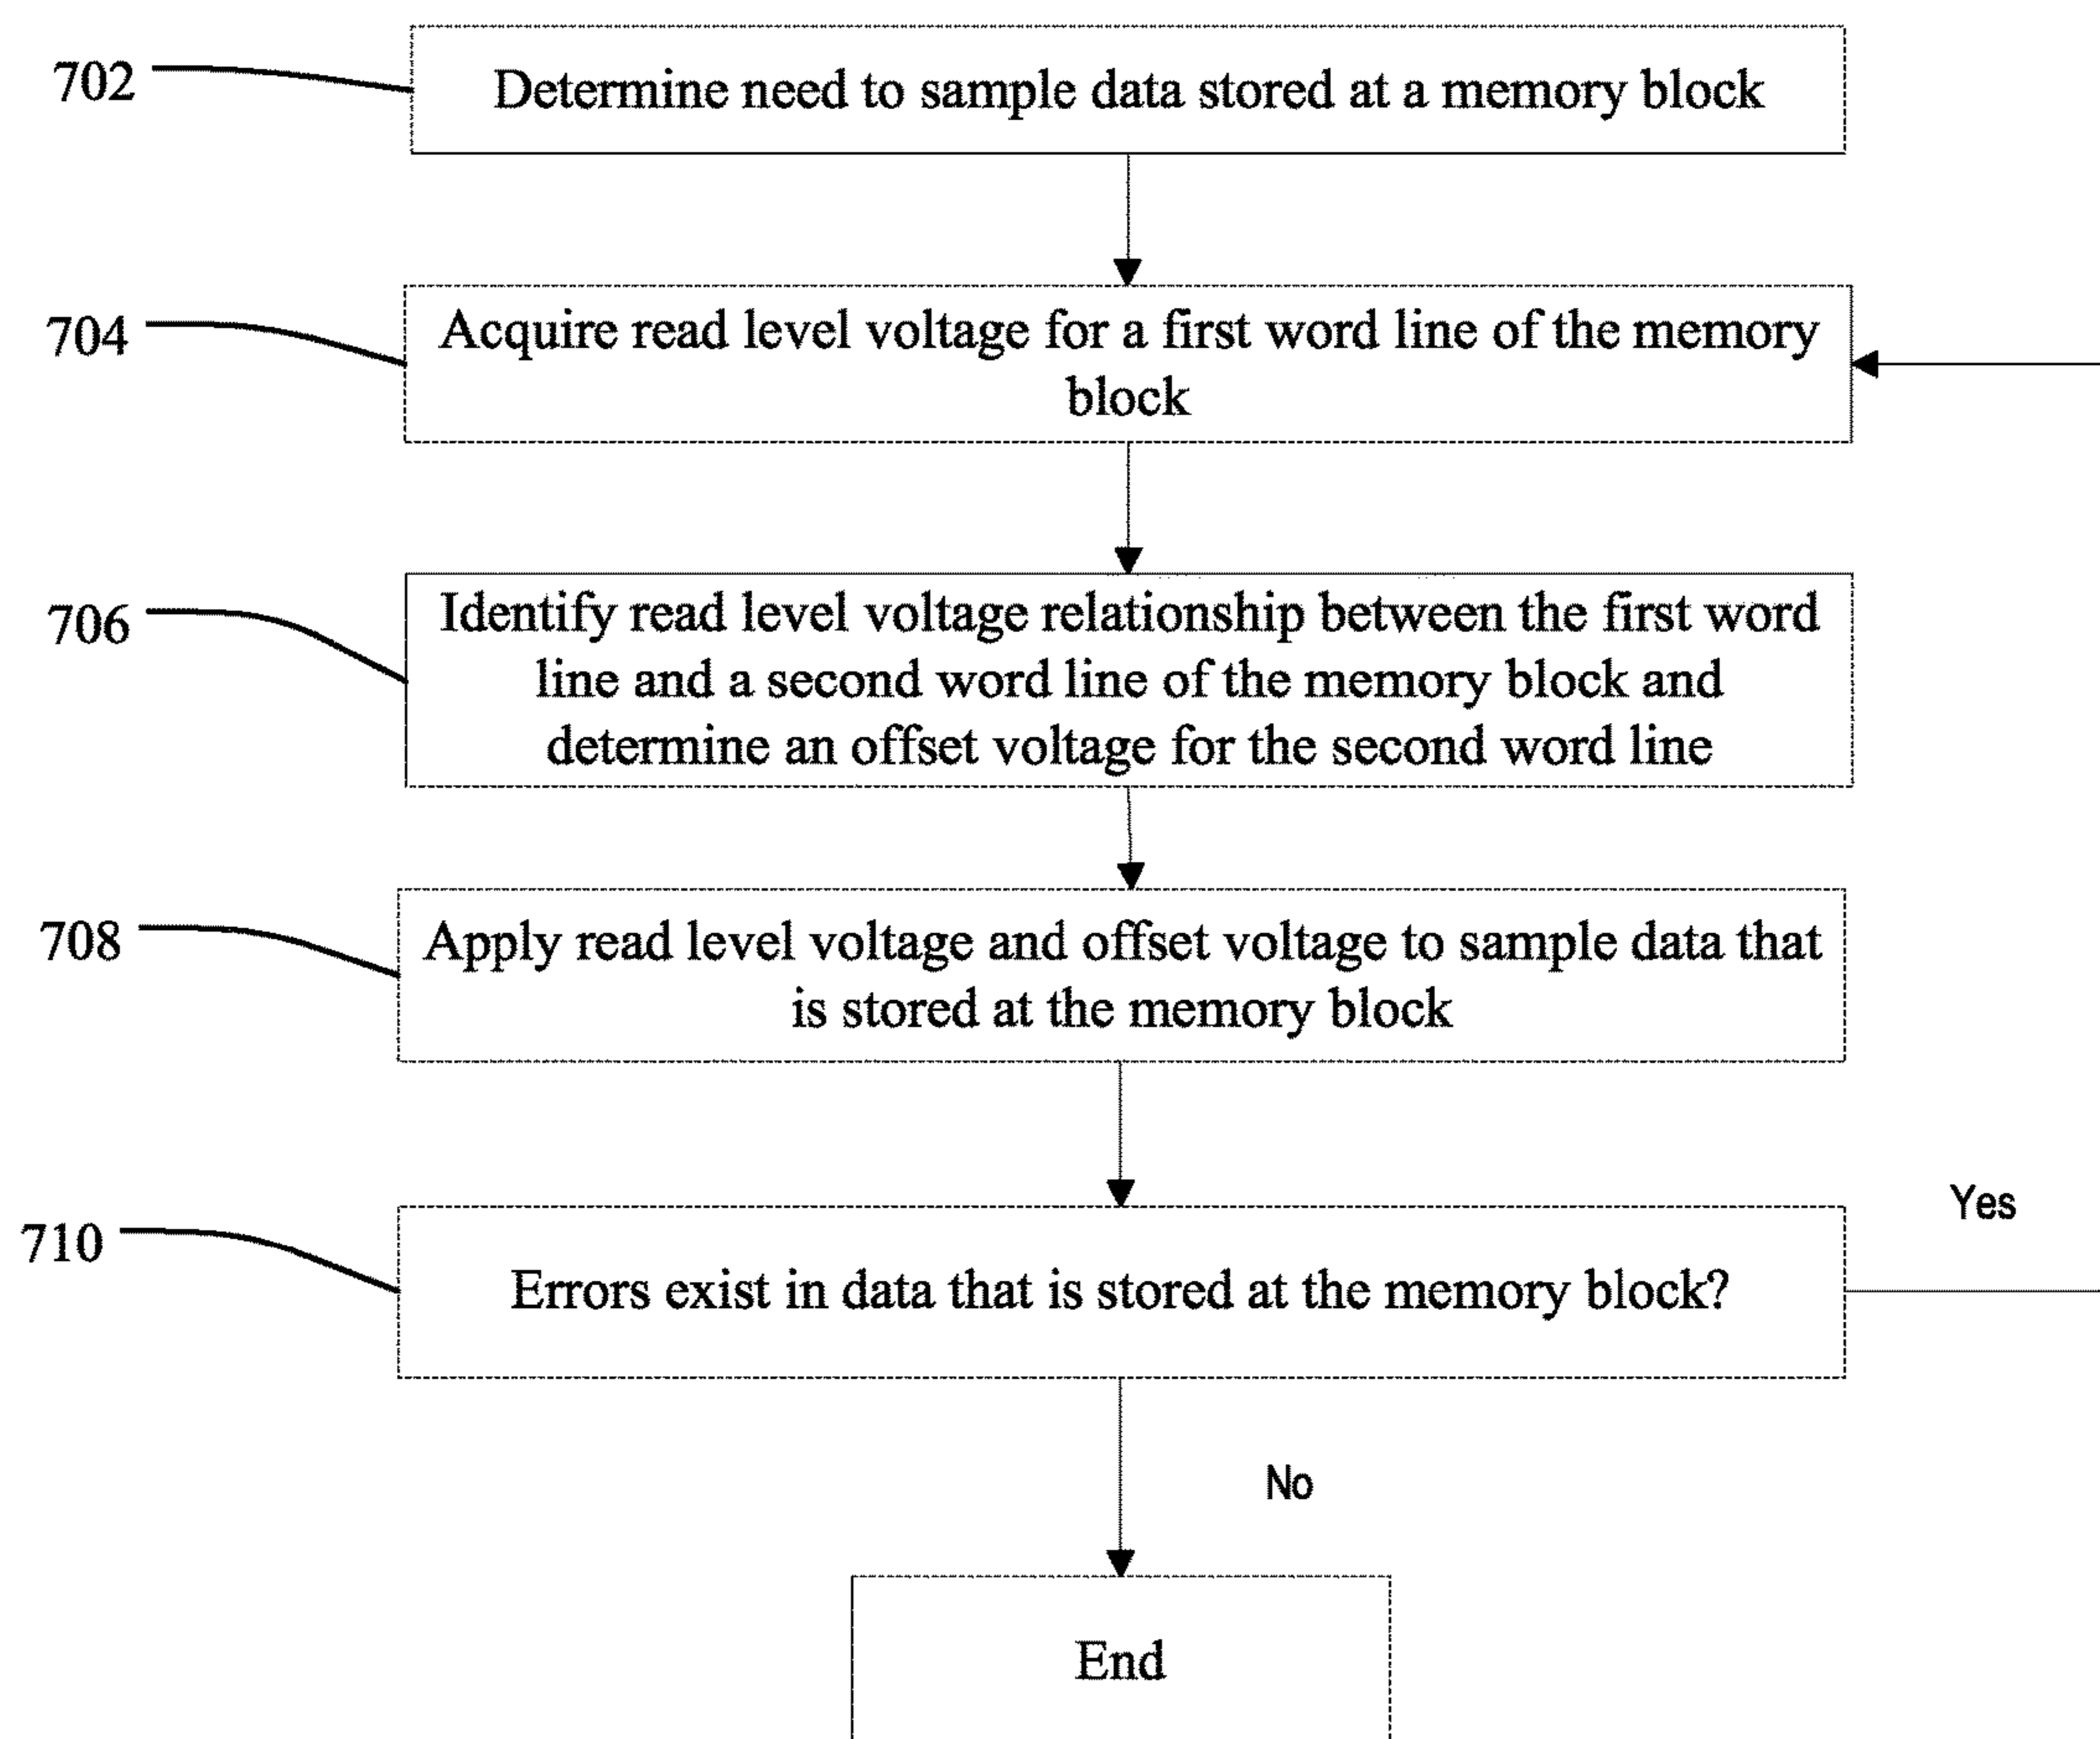 702
Determine need to sample data stored at a memory block
704
Acquire read level voltage for a first word line of the memory
block
706
Identify read level voltage relationship between the first word
line and a second word line of the memory block and
determine an offset voltage for the second word line
708
Apply read level voltage and offset voltage to sample data that
is stored at the memory block
710
Errors exist in data that is stored at the memory block?
Yes
No
End